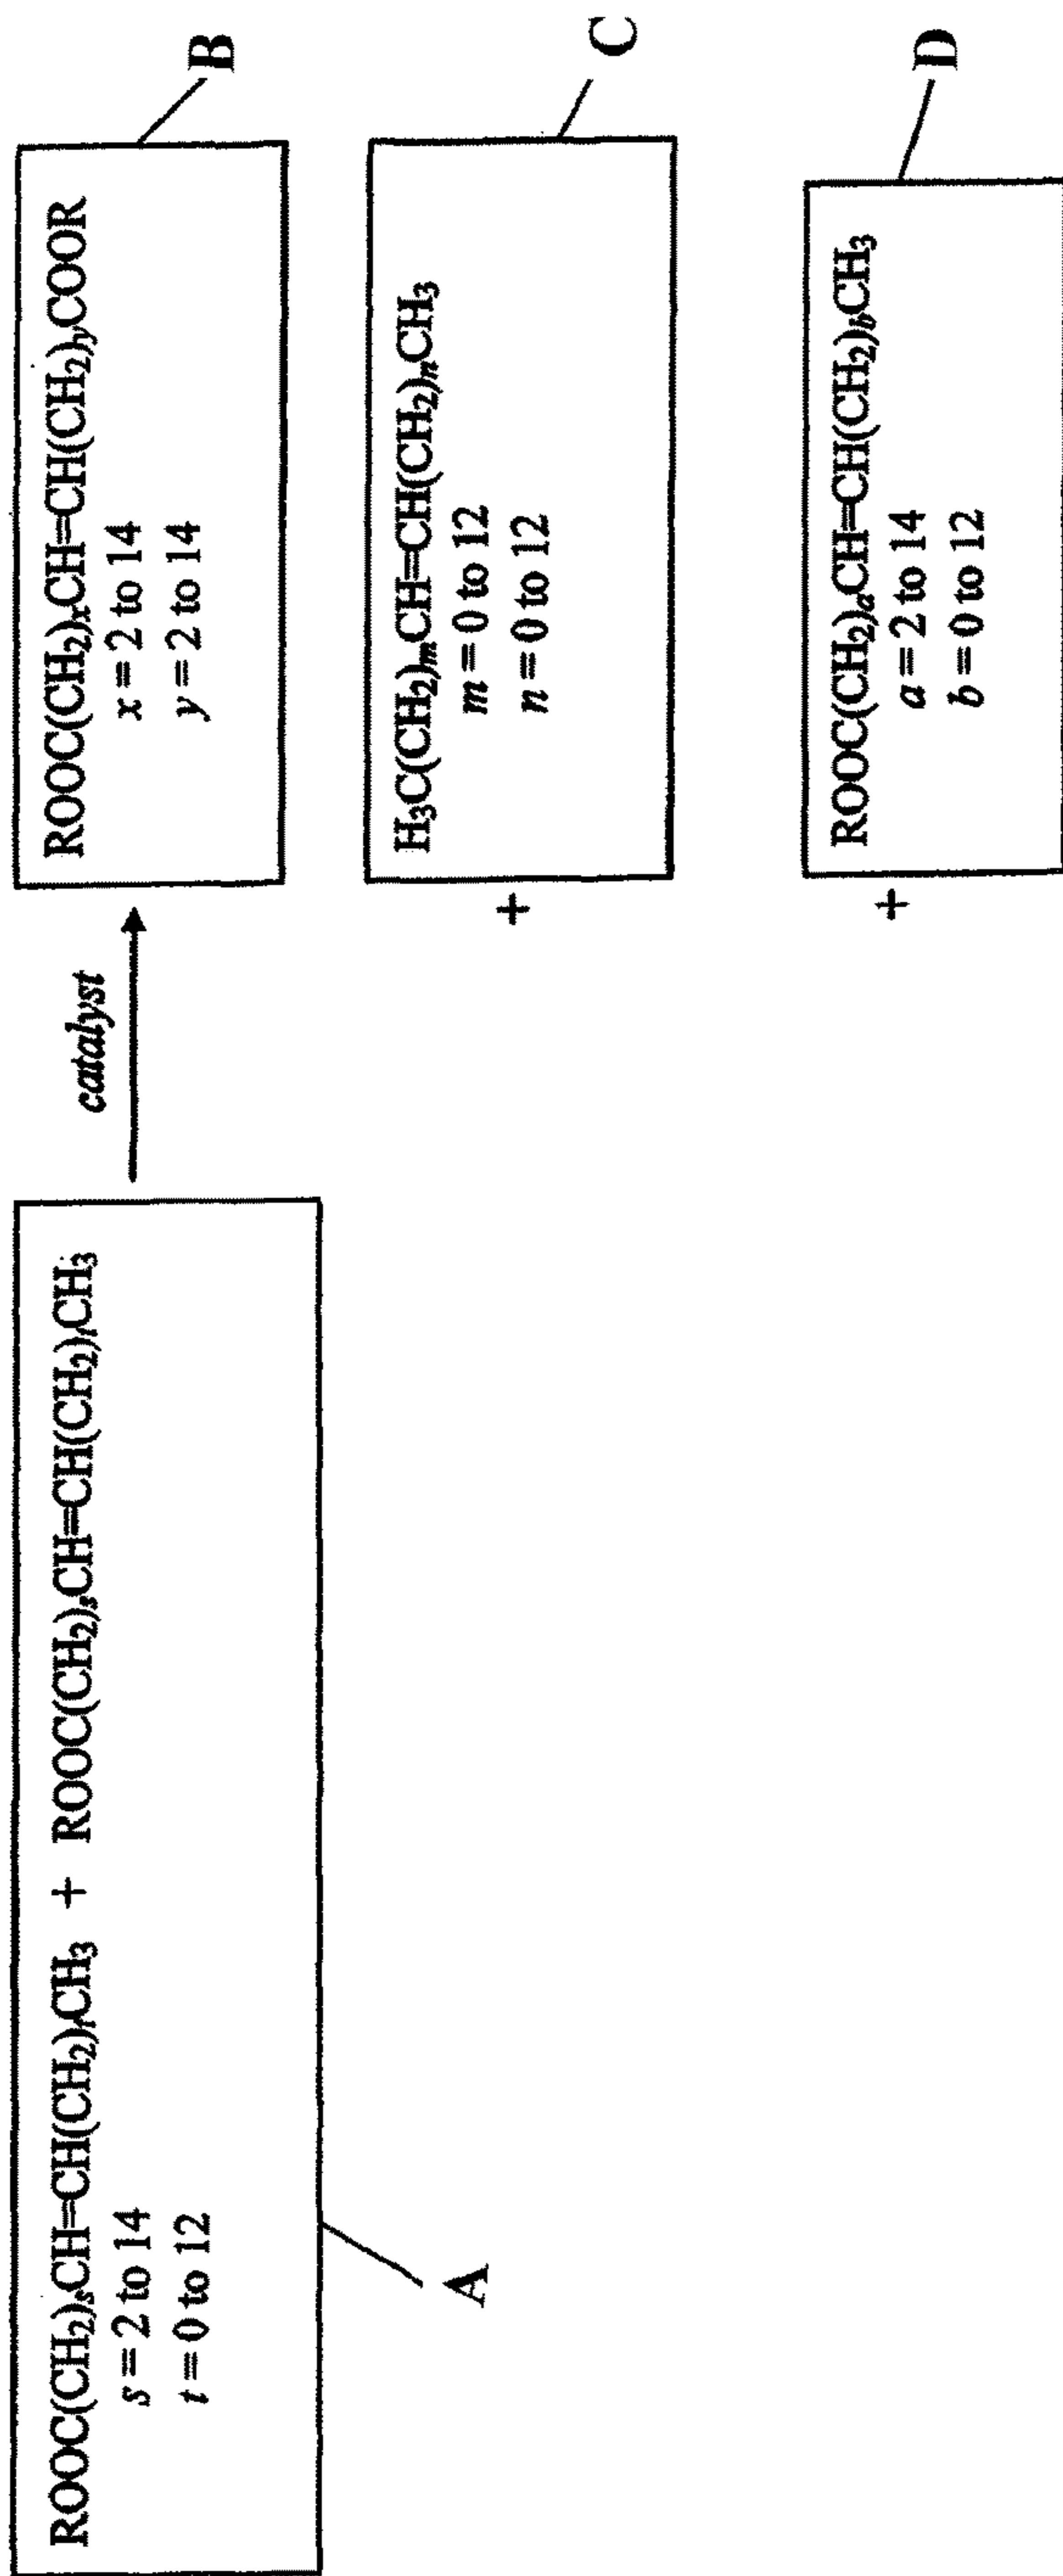 ROOC(CH₂)ₛCH=CH(CH₂)ₜCH₃ + ROOC(CH₂)ₛCH=CH(CH₂)ₜCH₃
s = 2 to 14
t = 0 to 12
A
catalyst
ROOC(CH₂)ₓCH=CH(CH₂)yCOOR
x = 2 to 14
y = 2 to 14
B
+
H₃C(CH₂)ₘCH=CH(CH₂)ₙCH₃
m = 0 to 12
n = 0 to 12
C
+
ROOC(CH₂)ₐCH=CH(CH₂)bCH₃
a = 2 to 14
b = 0 to 12
D